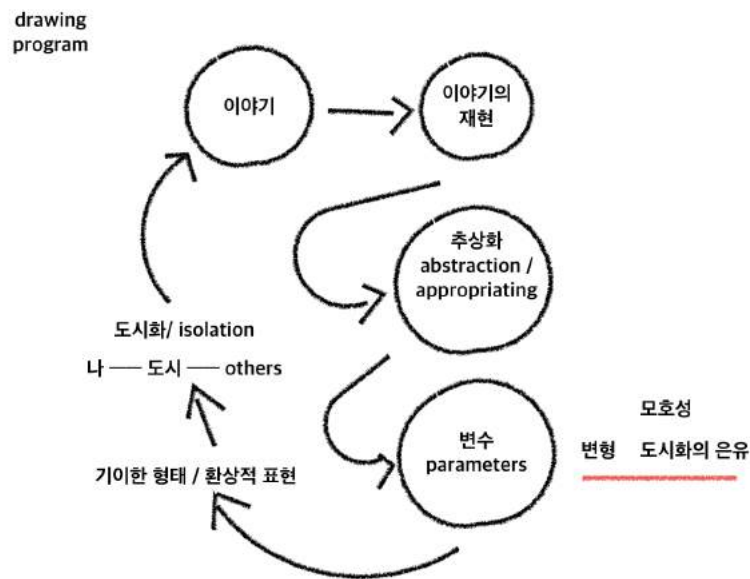 drawing
program
이야기
이야기의
재현
추상화
abstraction /
appropriating
도시화/ isolation
나 ── 도시 ── others
모호성
변수
parameters
변형 도시화의 은유
기이한 형태 / 환상적 표현